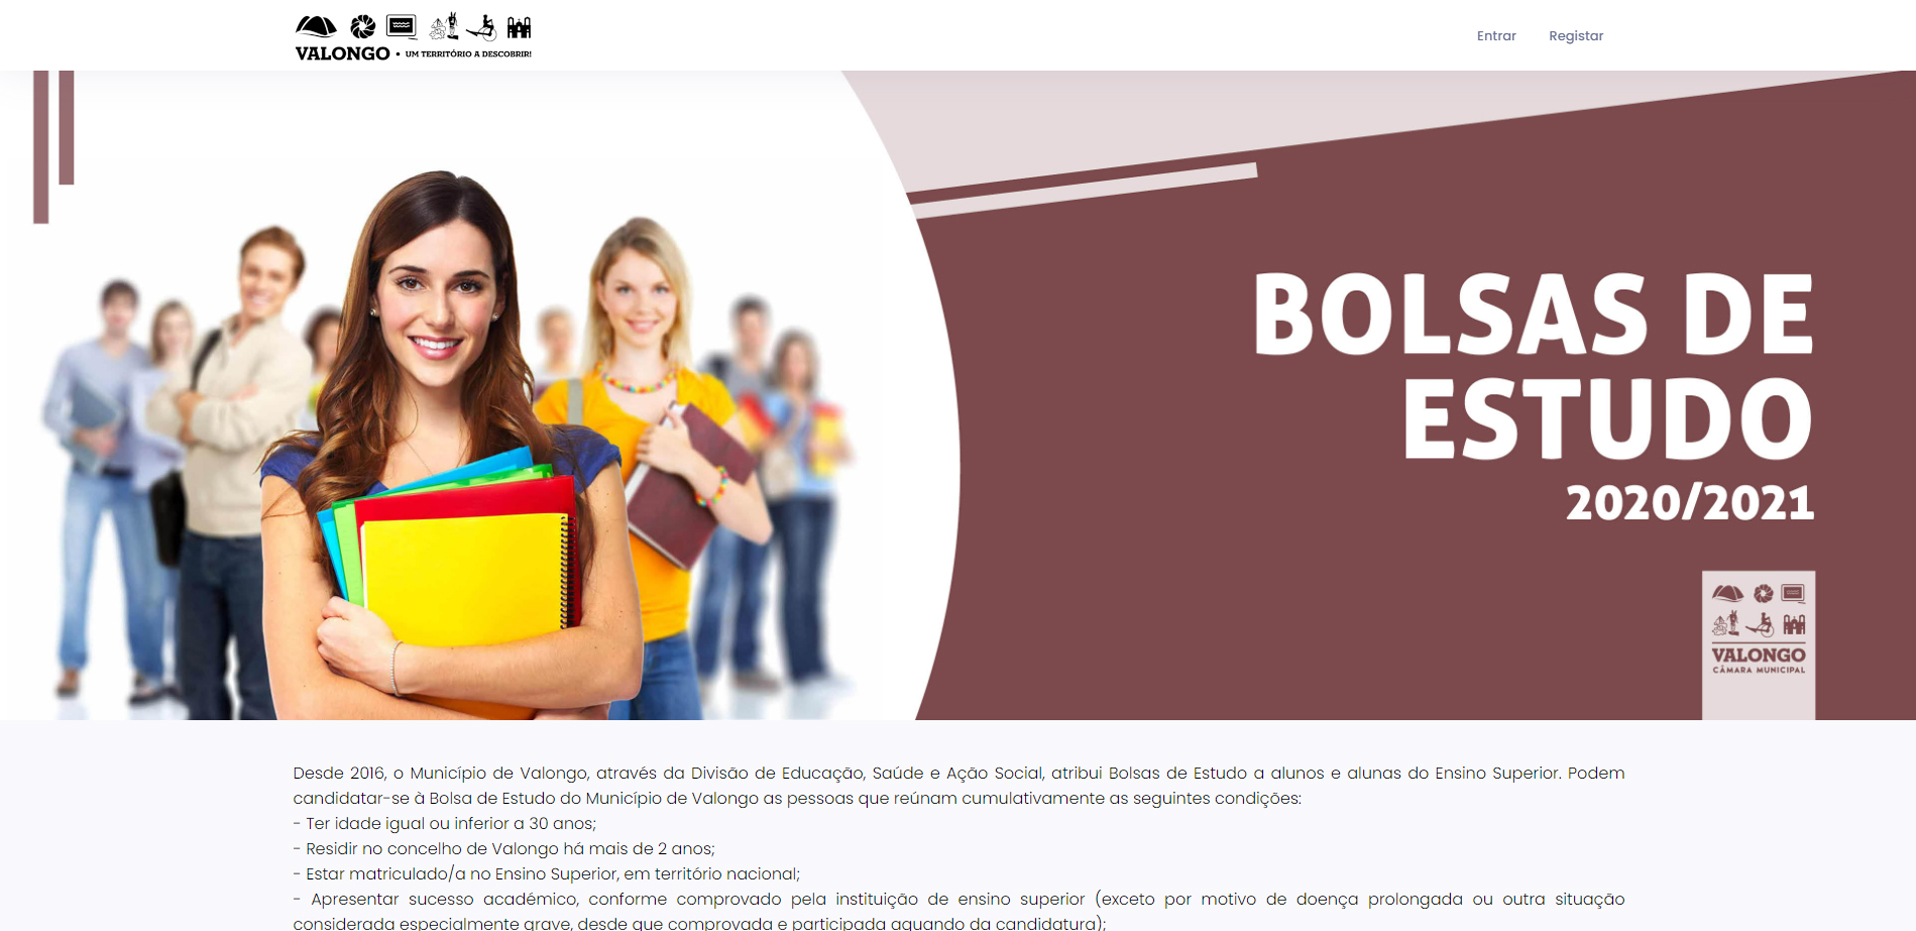 VALONGO • UM TERRITÓRIO A DESCOBRIR!
Entrar
Registar
BOLSAS DE
ESTUDO
2020/2021
VALONGO
CÂMARA MUNICIPAL
Desde 2016, o Município de Valongo, através da Divisão de Educação, Saúde e Ação Social, atribui Bolsas de Estudo a alunos e alunas do Ensino Superior. Podem
candidatar-se à Bolsa de Estudo do Município de Valongo as pessoas que reúnam cumulativamente as seguintes condições:
- Ter idade igual ou inferior a 30 anos;
- Residir no concelho de Valongo há mais de 2 anos;
- Estar matriculado/a no Ensino Superior, em território nacional;
- Apresentar sucesso académico, conforme comprovado pela instituição de ensino superior (exceto por motivo de doença prolongada ou outra situação
considerada especialmente grave, desde que comprovada e participada aquando da candidatura);